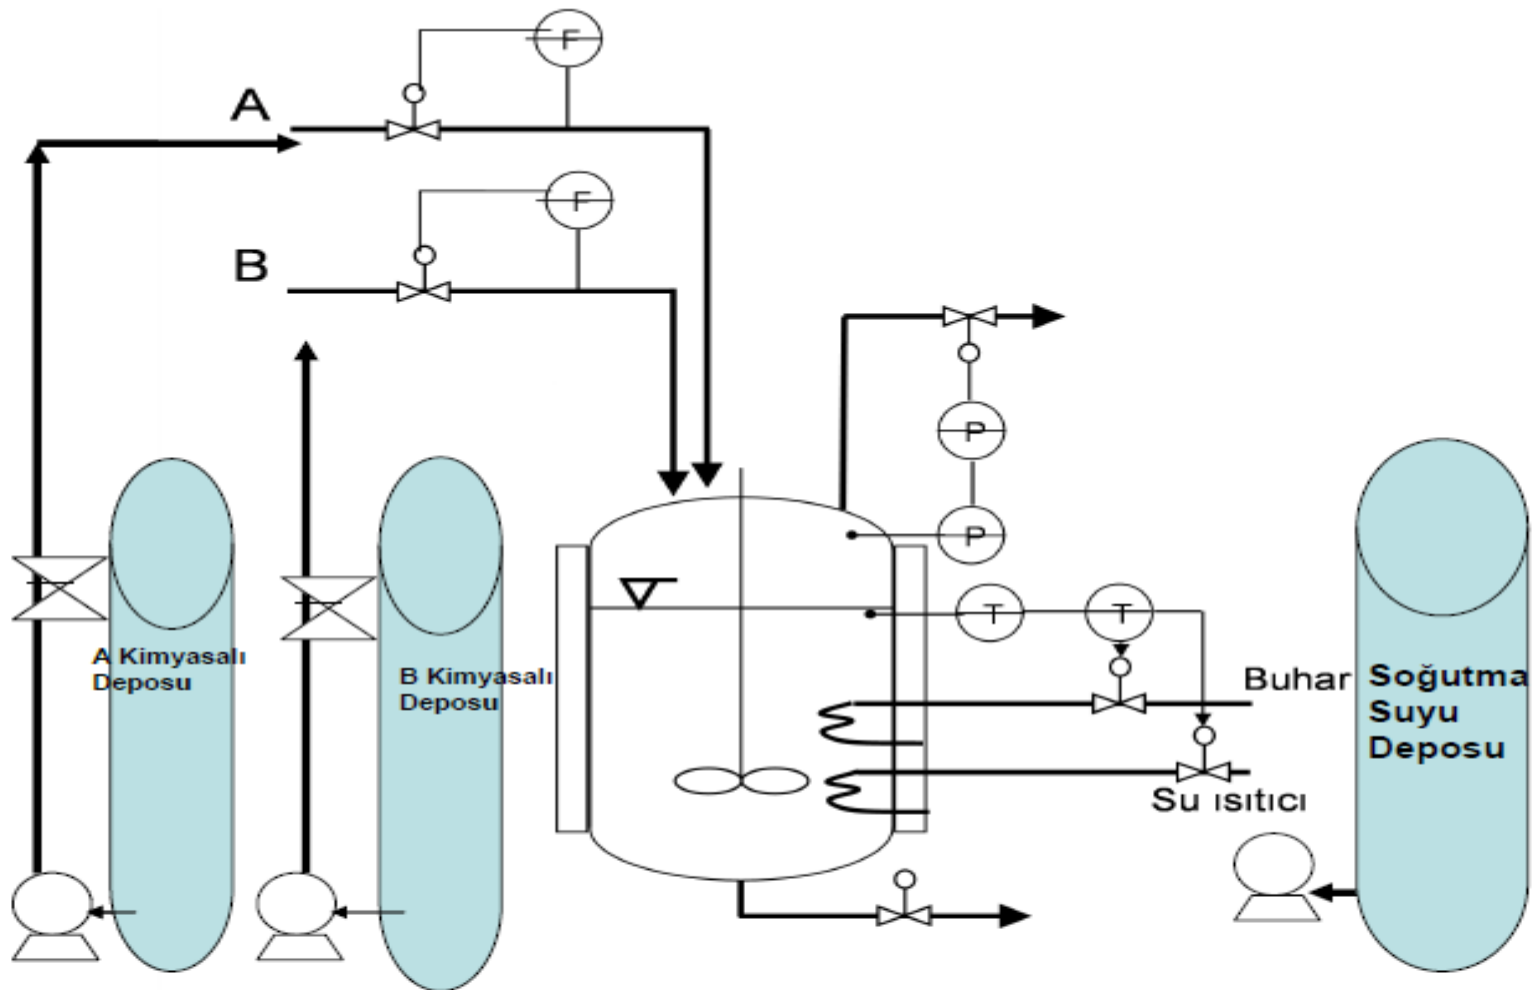 F
A
F
B
P
P
T
T
A Kimyasalı
Deposu
B Kimyasalı
Deposu
Buhar
Soğutma
Suyu
Deposu
Su ısıtıcı